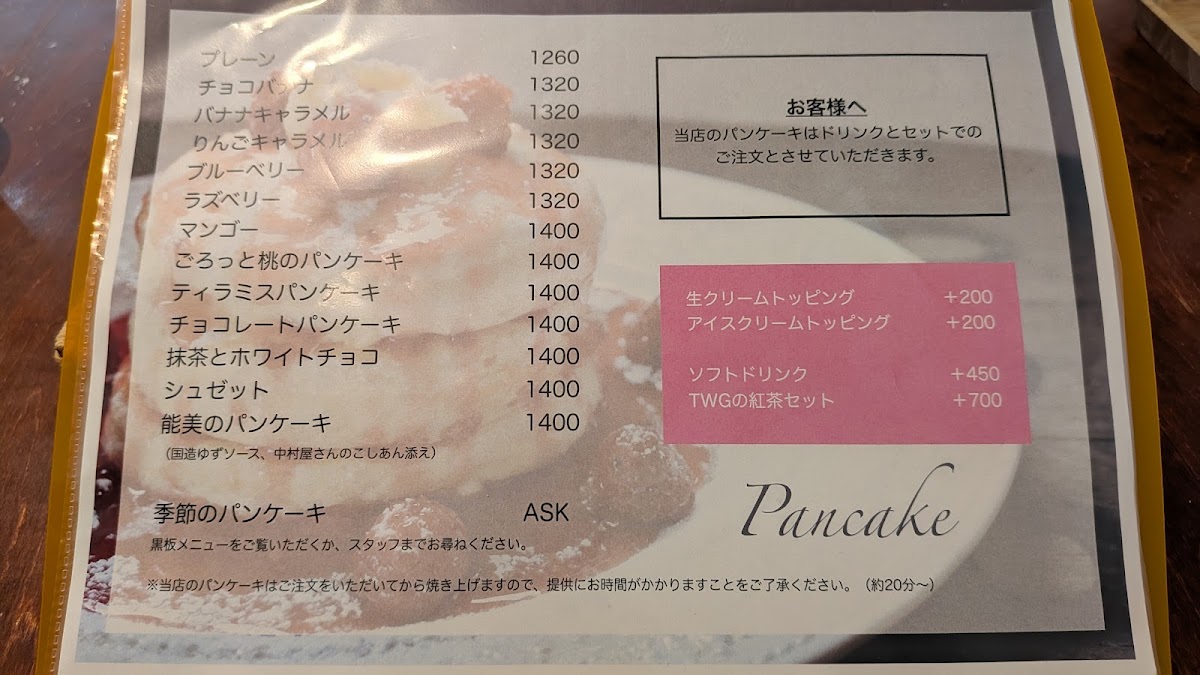 プレーン 1260
チョコバナナ 1320
バナナキャラメル 1320
りんごキャラメル 1320
ブルーベリー 1320
ラズベリー 1320
マンゴー 1400
ごろっと桃のパンケーキ 1400
ティラミスパンケーキ 1400
チョコレートパンケーキ 1400
抹茶とホワイトチョコ 1400
シュゼット 1400
能美のパンケーキ 1400
（国造ゆずソース、中村屋さんのこしあん添え）
季節のパンケーキ ASK
黒板メニューをご覧いただくか、スタッフまでお尋ねください。
※当店のパンケーキはご注文をいただいてから焼き上げますので、提供にお時間がかかりますことをご了承ください。（約20分〜）
お客様へ
当店のパンケーキはドリンクとセットでの
ご注文とさせていただきます。
生クリームトッピング +200
アイスクリームトッピング +200
ソフトドリンク +450
TWGの紅茶セット +700
Pancake